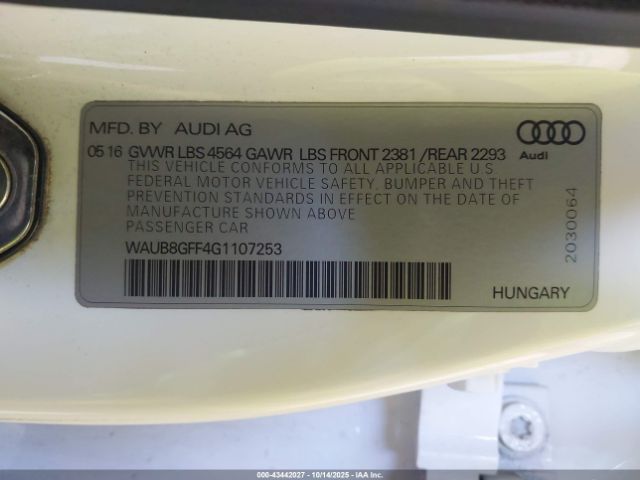 MFD. BY AUDI AG
05 16 GVWR LBS 4564 GAWR LBS FRONT 2381 /REAR 2293
Audi
THIS VEHICLE CONFORMS TO ALL APPLICABLE U.S.
FEDERAL MOTOR VEHICLE SAFETY, BUMPER AND THEFT
PREVENTION STANDARDS IN EFFECT ON THE DATE OF
MANUFACTURE SHOWN ABOVE
PASSENGER CAR
WAUB8GFF4G1107253
2030064
HUNGARY
000-43442027 - 10/14/2025 - IAA Inc.